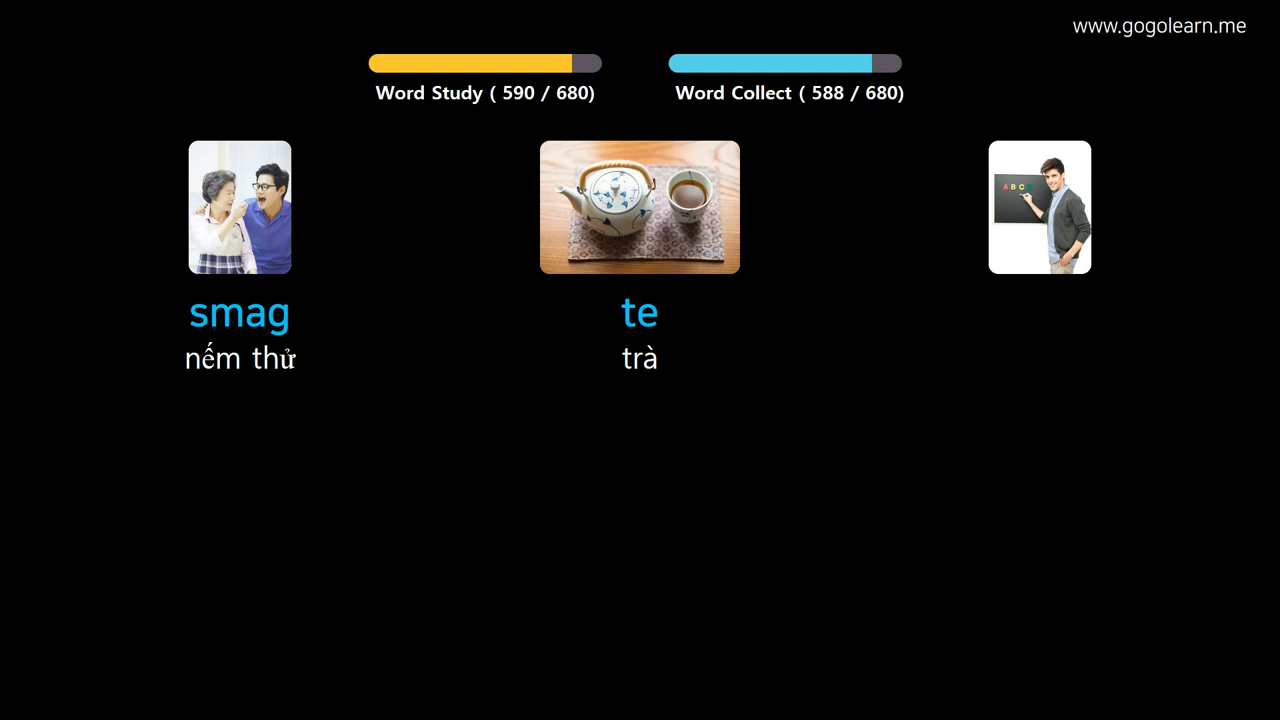 www.gogolearn.me
Word Study ( 590 / 680)
Word Collect ( 588 / 680)
A B C
smag
te
nếm thử
trà